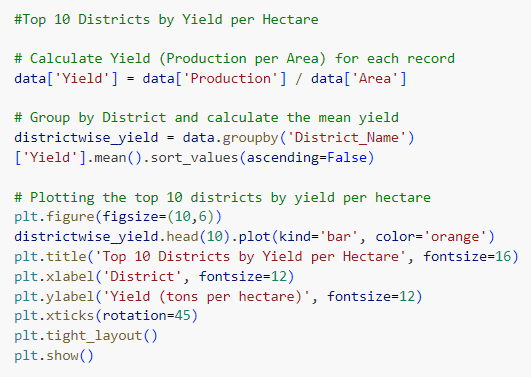 #Top 10 Districts by Yield per Hectare
# Calculate Yield (Production per Area) for each record
data['Yield'] = data['Production'] / data['Area']
# Group by District and calculate the mean yield
districtwise_yield = data.groupby('District_Name')
['Yield'].mean().sort_values(ascending=False)
# Plotting the top 10 districts by yield per hectare
plt.figure(figsize=(10,6))
districtwise_yield.head(10).plot(kind='bar', color='orange')
plt.title('Top 10 Districts by Yield per Hectare', fontsize=16)
plt.xlabel('District', fontsize=12)
plt.ylabel('Yield (tons per hectare)', fontsize=12)
plt.xticks(rotation=45)
plt.tight_layout()
plt.show()